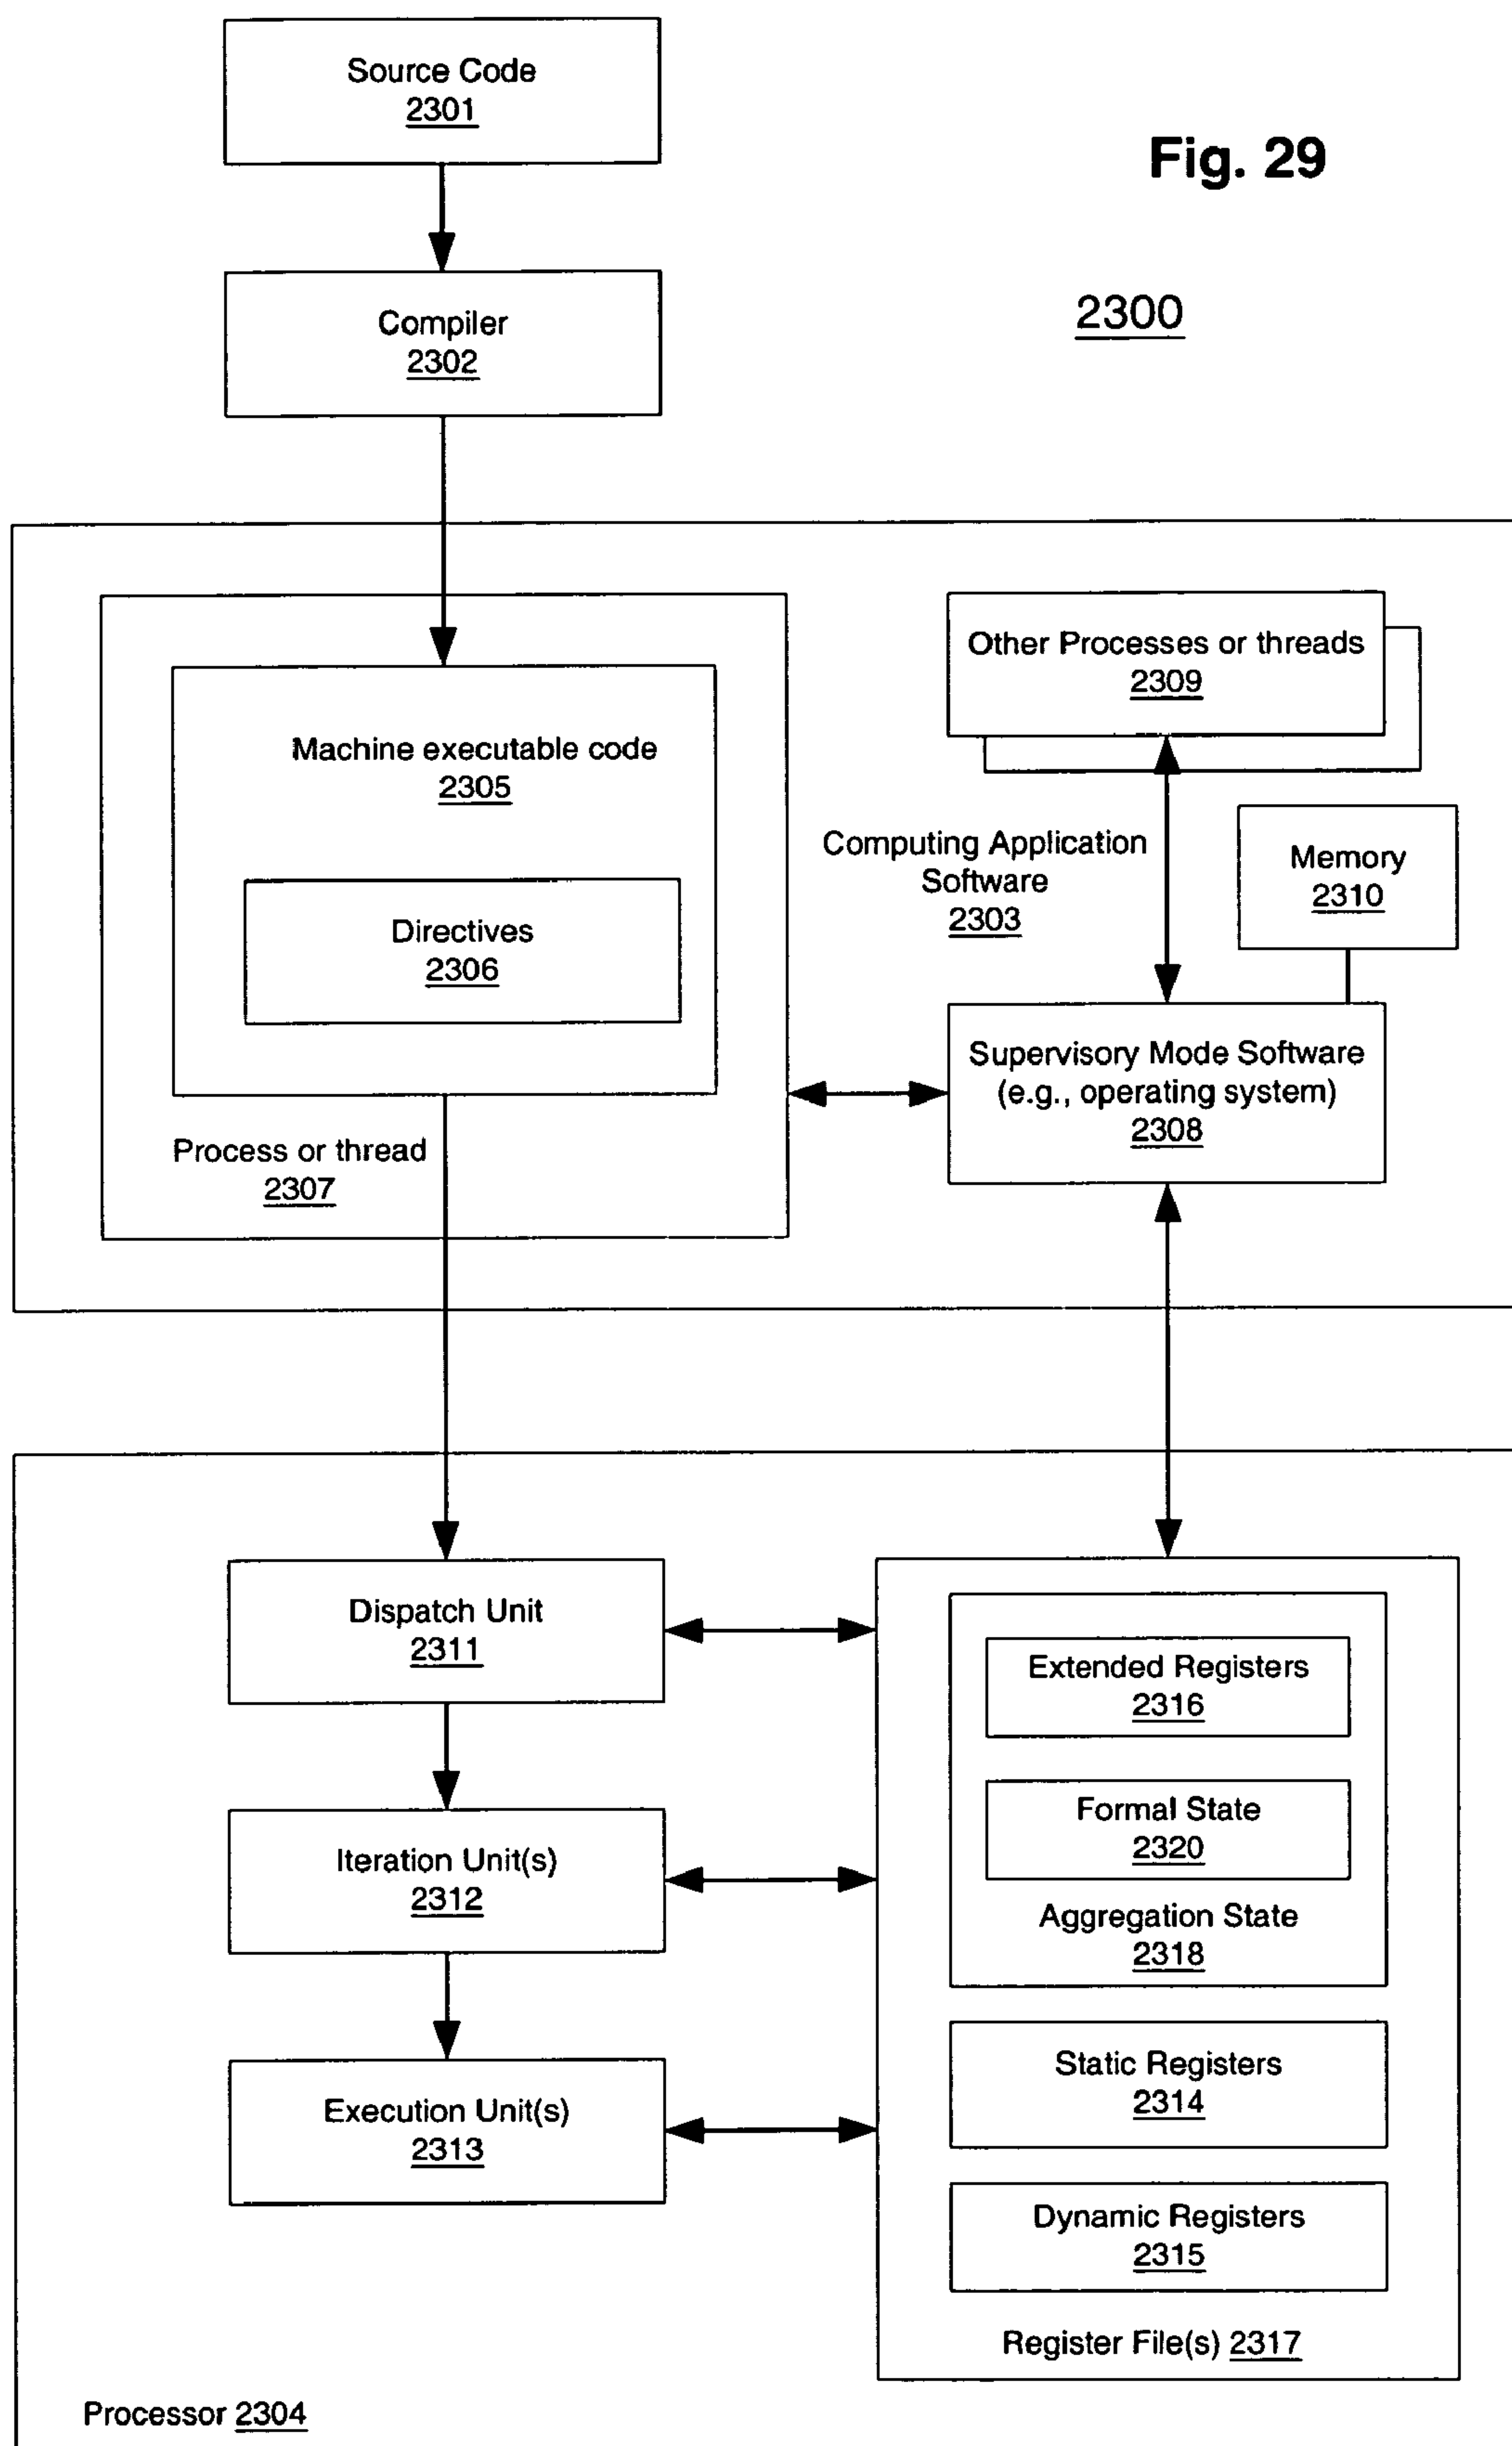 Source Code
2301
Fig. 29
Compiler
2302
2300
Other Processes or threads
2309
Machine executable code
2305
Computing Application
Software
2303
Memory
2310
Directives
2306
Supervisory Mode Software
(e.g., operating system)
2308
Process or thread
2307
Dispatch Unit
2311
Extended Registers
2316
Formal State
2320
Iteration Unit(s)
2312
Aggregation State
2318
Static Registers
2314
Execution Unit(s)
2313
Dynamic Registers
2315
Register File(s) 2317
Processor 2304